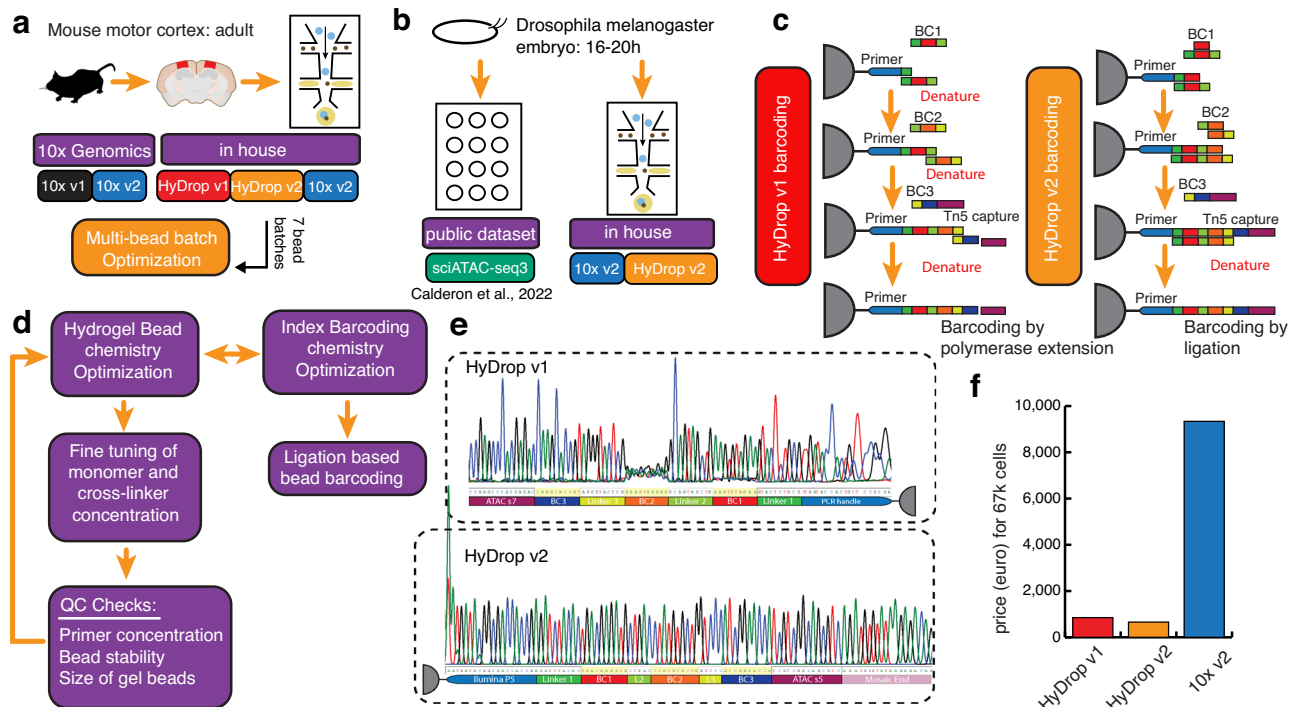 a
Mouse motor cortex: adult
10x Genomics
in house
10x v1
10x v2
HyDrop v1
HyDrop v2
10x v2
Multi-bead batch
Optimization
7 bead
batches
b
Drosophila melanogaster
embryo: 16-20h
public dataset
in house
sciATAC-seq3
10x v2
HyDrop v2
Calderon et al., 2022
c
HyDrop v1 barcoding
BC1
Primer
Denature
BC2
Primer
Denature
BC3
Primer
Tn5 capture
Denature
Primer
Barcoding by
polymerase extension
HyDrop v2 barcoding
BC1
Primer
BC2
Primer
BC3
Primer
Tn5 capture
Denature
Primer
Barcoding by
ligation
d
Hydrogel Bead
chemistry
Optimization
Index Barcoding
chemistry
Optimization
Fine tuning of
monomer and
cross-linker
concentration
Ligation based
bead barcoding
QC Checks:
Primer concentration
Bead stability
Size of gel beads
e
HyDrop v1
ATAC s7
BC3
BC2
Linker 2
BC1
Linker 1
PCR handle
HyDrop v2
Ilumina P5
Linker 1
BC1
L2
BC2
L3
BC3
ATAC s5
Mosaic End
f
price (euro) for 67k cells
10,000
8,000
6,000
4,000
2,000
0
HyDrop v1
HyDrop v2
10x v2